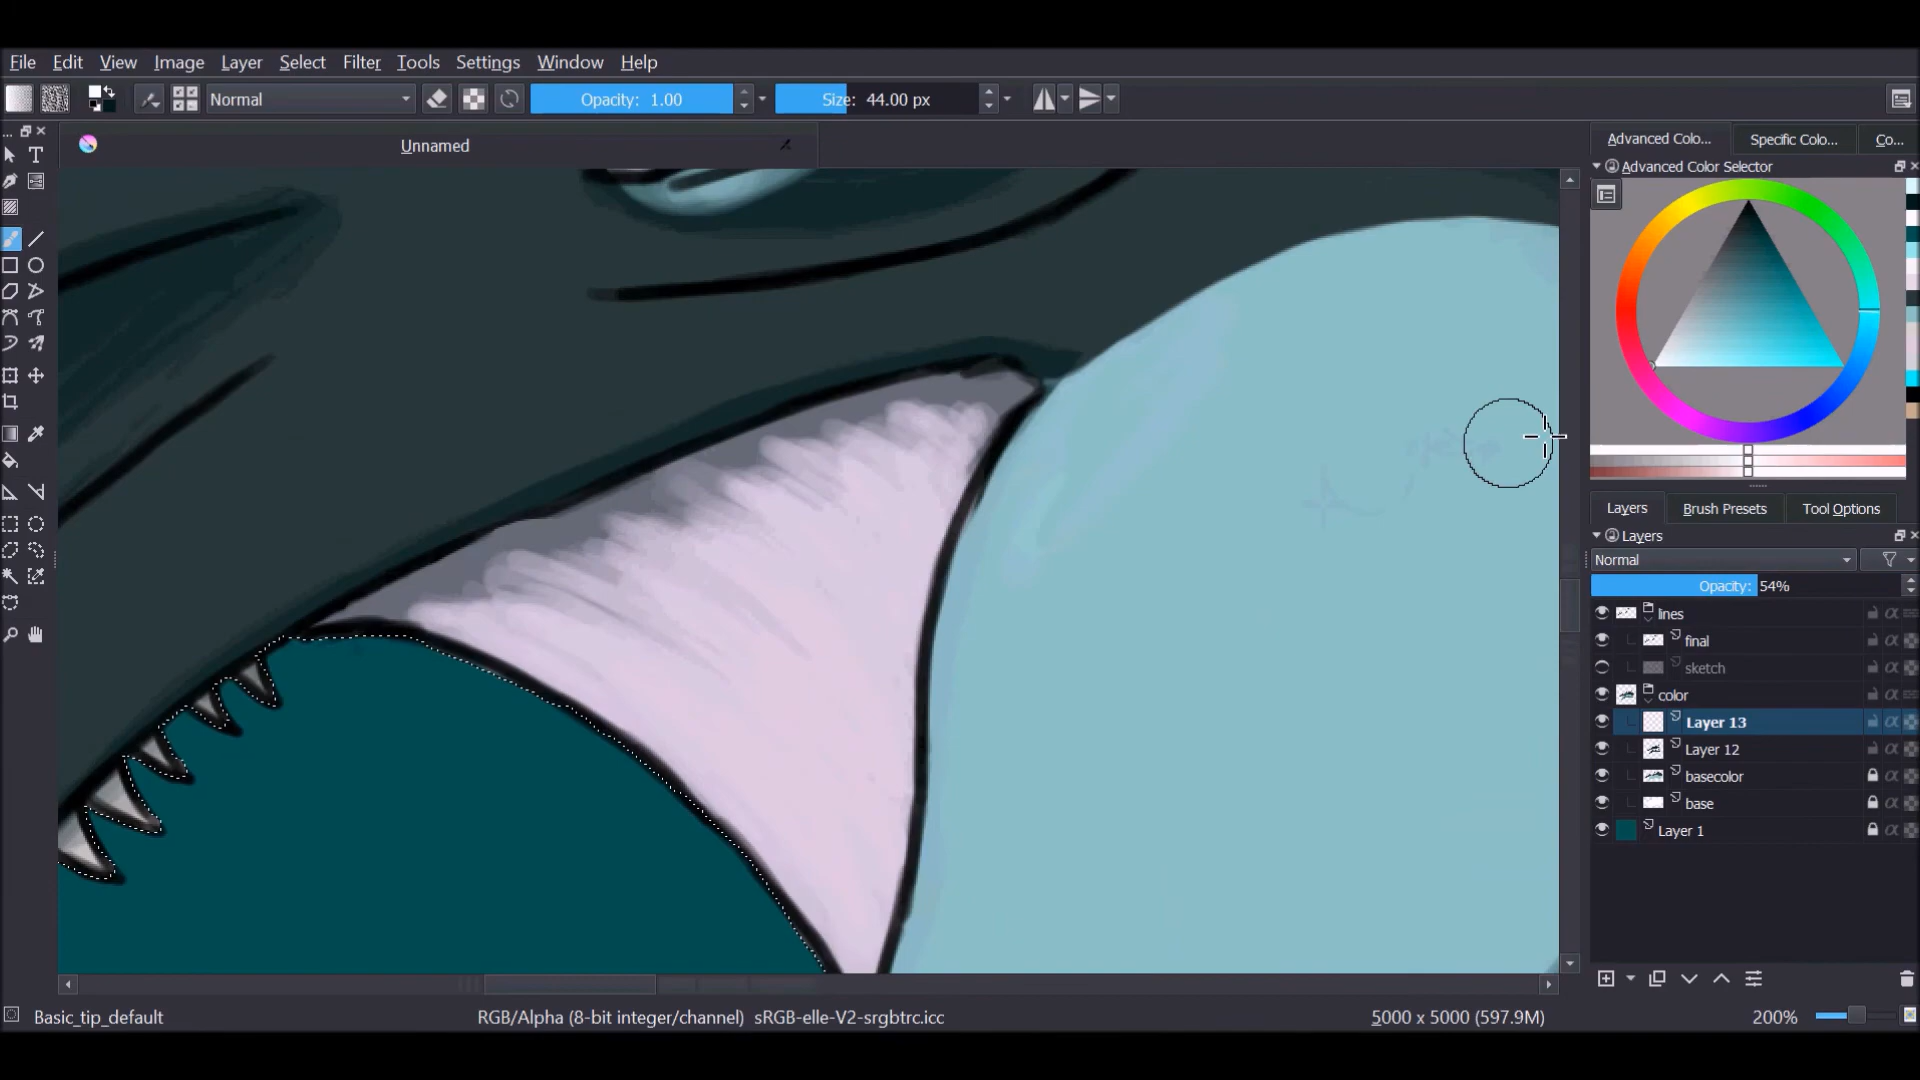 File Edit View Image Layer Select Filter Tools Settings Window Help
Normal Opacity: 1.00 Size: 44.00 px
Unnamed
Advanced Colo... Specific Colo... Co...
Advanced Color Selector
Layers Brush Presets Tool Options
Layers
Normal
Opacity: 54%
lines
final
sketch
color
Layer 13
Layer 12
basecolor
base
Layer 1
Basic_tip_default RGB/Alpha (8-bit integer/channel) sRGB-elle-V2-srgbtrc.icc 5000 x 5000 (597.9M) 200%